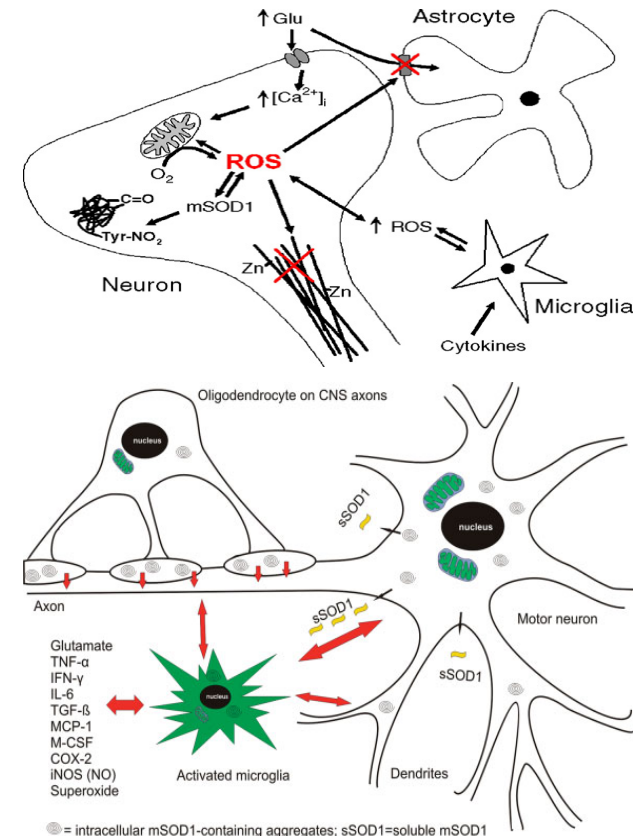 ↑ Glu
Astrocyte
↑ [Ca²⁺]ᵢ
O₂
ROS
C=O
mSOD1
Tyr-NO₂
↑ ROS
Neuron
Zn
Zn
Microglia
Cytokines
Oligodendrocyte on CNS axons
nucleus
sSOD1
nucleus
Axon
sSOD1
Motor neuron
Glutamate
TNF-α
IFN-γ
IL-6
TGF-ß
MCP-1
M-CSF
COX-2
iNOS (NO)
Superoxide
nucleus
Activated microglia
sSOD1
Dendrites
= intracellular mSOD1-containing aggregates; sSOD1=soluble mSOD1